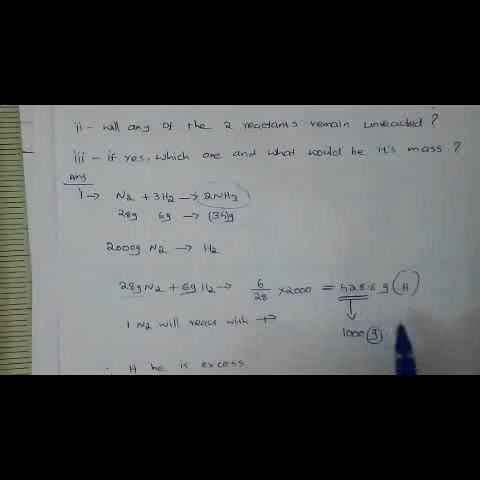 ii - will any of the 2 reactants remain unreacted ?
iii - if yes, which one and what would be it's mass ?
Ans
i → N2 + 3H2 → 2NH3
28g 6g → (34)g
2000g N2 → H2
28g N2 + 6g H2 → 6/28 × 2000 = 428.6 g (H)
1 N2 will react with
1000 g
H he is excess